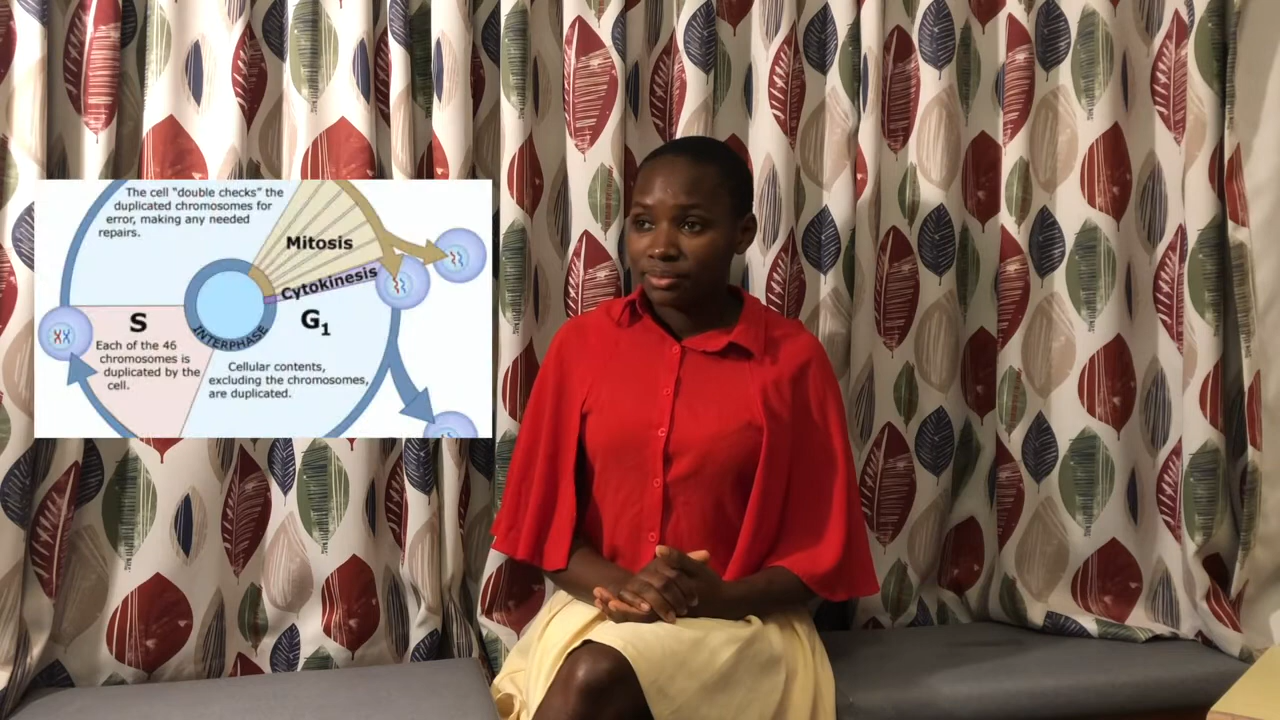 The cell "double checks" the
duplicated chromosomes for
error, making any needed
repairs.
Mitosis
Cytokinesis
S
G1
INTERPHASE
Each of the 46
chromosomes is
duplicated by the
cell.
Cellular contents,
excluding the chromosomes,
are duplicated.